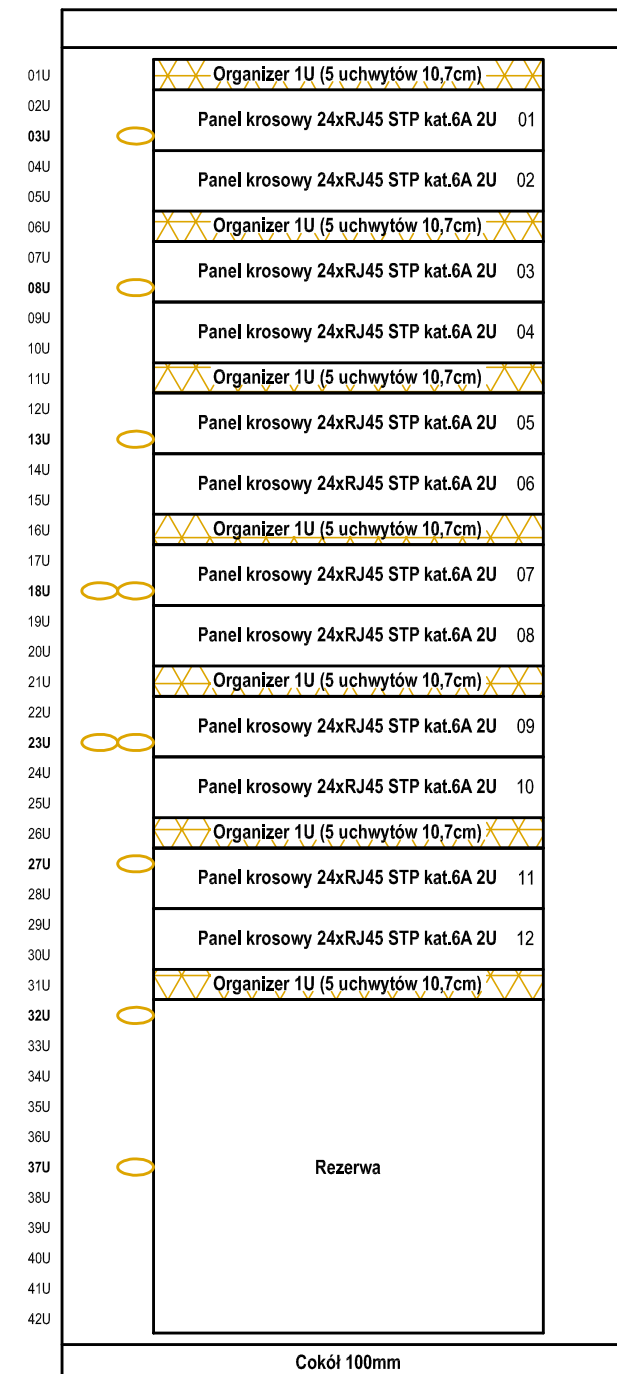 01U Organizer 1U (5 uchwytów 10,7cm)
02U
Panel krosowy 24xRJ45 STP kat.6A 2U 01
03U
04U
Panel krosowy 24xRJ45 STP kat.6A 2U 02
05U
06U Organizer 1U (5 uchwytów 10,7cm)
07U
Panel krosowy 24xRJ45 STP kat.6A 2U 03
08U
09U
Panel krosowy 24xRJ45 STP kat.6A 2U 04
10U
11U Organizer 1U (5 uchwytów 10,7cm)
12U
Panel krosowy 24xRJ45 STP kat.6A 2U 05
13U
14U
Panel krosowy 24xRJ45 STP kat.6A 2U 06
15U
16U Organizer 1U (5 uchwytów 10,7cm)
17U
Panel krosowy 24xRJ45 STP kat.6A 2U 07
18U
19U
Panel krosowy 24xRJ45 STP kat.6A 2U 08
20U
21U Organizer 1U (5 uchwytów 10,7cm)
22U
Panel krosowy 24xRJ45 STP kat.6A 2U 09
23U
24U
Panel krosowy 24xRJ45 STP kat.6A 2U 10
25U
26U Organizer 1U (5 uchwytów 10,7cm)
27U
Panel krosowy 24xRJ45 STP kat.6A 2U 11
28U
29U
Panel krosowy 24xRJ45 STP kat.6A 2U 12
30U
31U Organizer 1U (5 uchwytów 10,7cm)
32U
33U
34U
35U
36U
37U Rezerwa
38U
39U
40U
41U
42U
Cokół 100mm